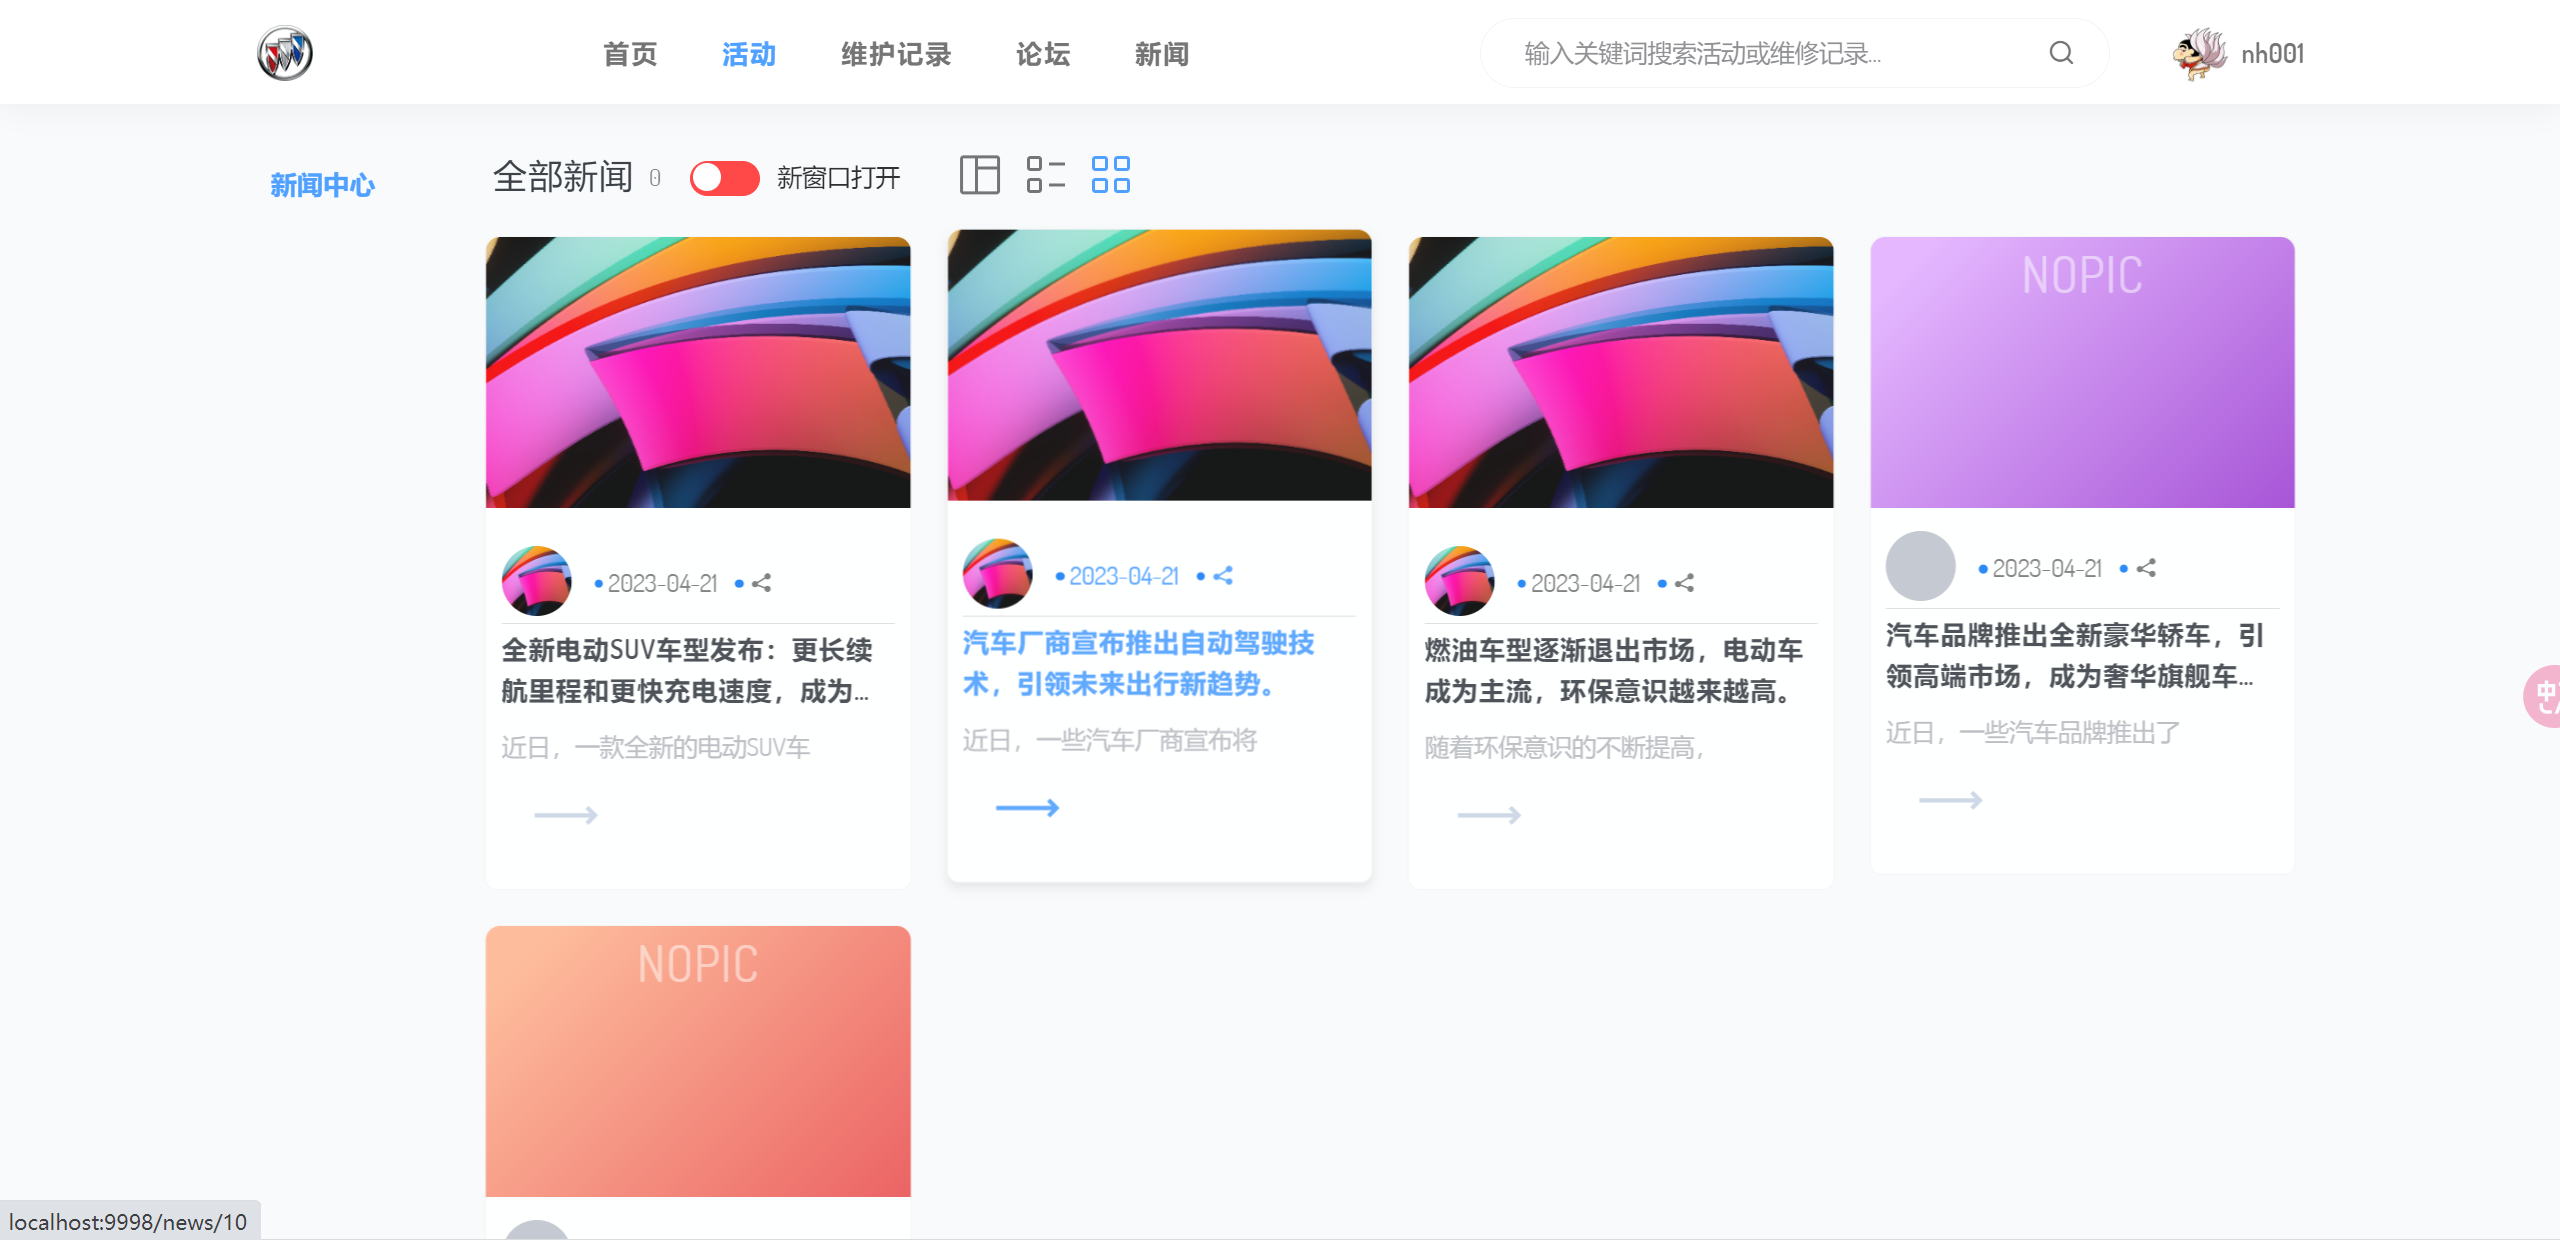 首页 活动 维护记录 论坛 新闻 输入关键词搜索活动或维修记录... nh001
新闻中心
全部新闻 0 新窗口打开
2023-04-21
全新电动SUV车型发布：更长续
航里程和更快充电速度，成为...
近日，一款全新的电动SUV车
2023-04-21
汽车厂商宣布推出自动驾驶技
术，引领未来出行新趋势。
近日，一些汽车厂商宣布将
2023-04-21
燃油车型逐渐退出市场，电动车
成为主流，环保意识越来越高。
随着环保意识的不断提高，
NOPIC
2023-04-21
汽车品牌推出全新豪华轿车，引
领高端市场，成为奢华旗舰车...
近日，一些汽车品牌推出了
NOPIC
中
localhost:9998/news/10